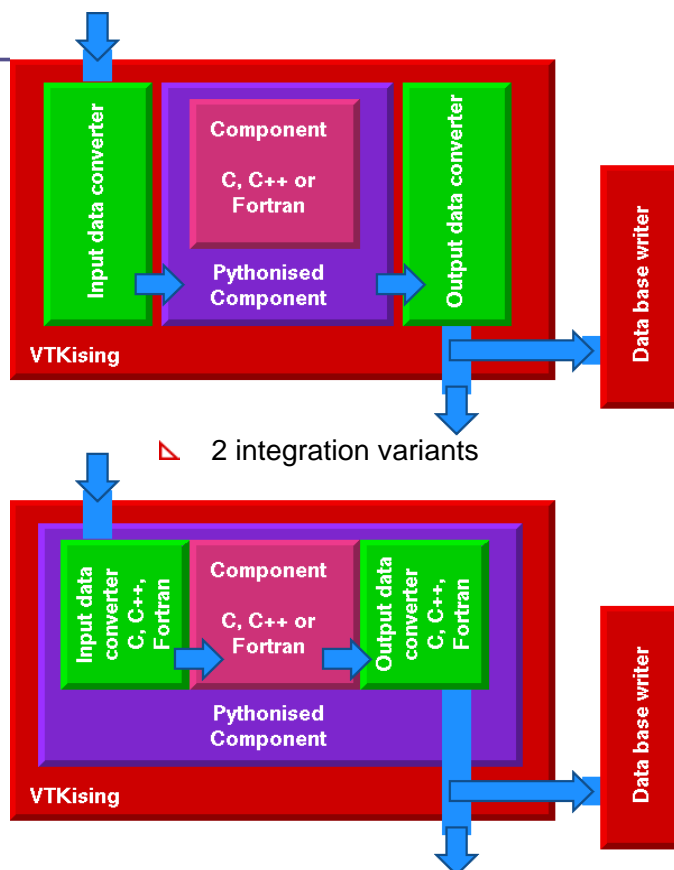 Input data converter
Component
C, C++ or
Fortran
Pythonised
Component
Output data converter
VTKising
Data base writer
2 integration variants
Input data
converter
C, C++,
Fortran
Component
C, C++ or
Fortran
Output data
converter
C, C++,
Fortran
Pythonised
Component
VTKising
Data base writer